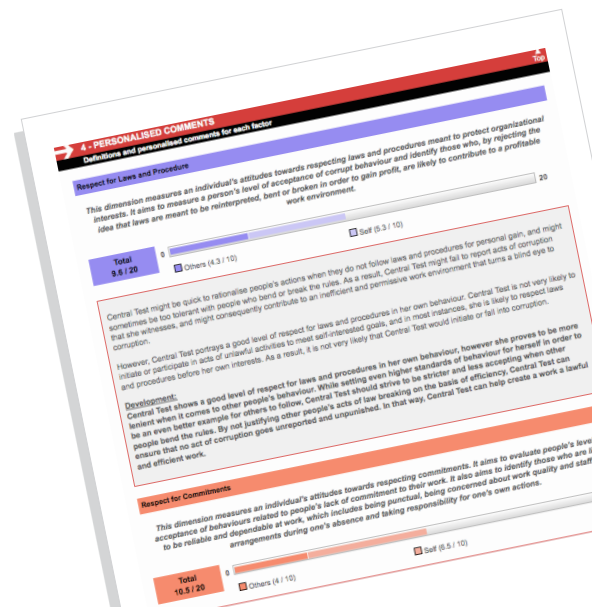 Top
4 - PERSONALISED COMMENTS
Definitions and personalised comments for each factor
Respect for Laws and Procedure
This dimension measures an individual's attitudes towards respecting laws and procedures meant to protect organizational
interests. It aims to measure a person's level of acceptance of corrupt behaviour and identify those who, by rejecting the
idea that laws are meant to be reinterpreted, bent or broken in order to gain profit, are likely to contribute to a profitable
work environment.
Total
9.6 / 20
0
20
Others (4.3 / 10)
Self (5.3 / 10)
Central Test might be quick to rationalise people's actions when they do not follow laws and procedures for personal gain, and might
sometimes be too tolerant with people who bend or break the rules. As a result, Central Test might fail to report acts of corruption
that she witnesses, and might consequently contribute to an inefficient and permissive work environment that turns a blind eye to
corruption.
However, Central Test portrays a good level of respect for laws and procedures in her own behaviour. Central Test is not very likely to
initiate or participate in acts of unlawful activities to meet self-interested goals, and in most instances, she is likely to respect laws
and procedures before her own interests. As a result, it is not very likely that Central Test would initiate or fall into corruption.
Development:
Central Test shows a good level of respect for laws and procedures in her own behaviour, however she proves to be more
lenient when it comes to other people's behaviour. While setting even higher standards of behaviour for herself in order to
be an even better example for others to follow, Central Test should strive to be stricter and less accepting when other
people bend the rules. By not justifying other people's acts of law breaking on the basis of efficiency, Central Test can
ensure that no act of corruption goes unreported and unpunished. In that way, Central Test can help create a work a lawful
and efficient work.
Respect for Commitments
This dimension measures an individual's attitudes towards respecting commitments. It aims to evaluate people's leve
acceptance of behaviours related to people's lack of commitment to their work. It also aims to identify those who are li
to be reliable and dependable at work, which includes being punctual, being concerned about work quality and staff
arrangements during one's absence and taking responsibility for one's own actions.
Total
10.5 / 20
0
Others (4 / 10)
Self (6.5 / 10)